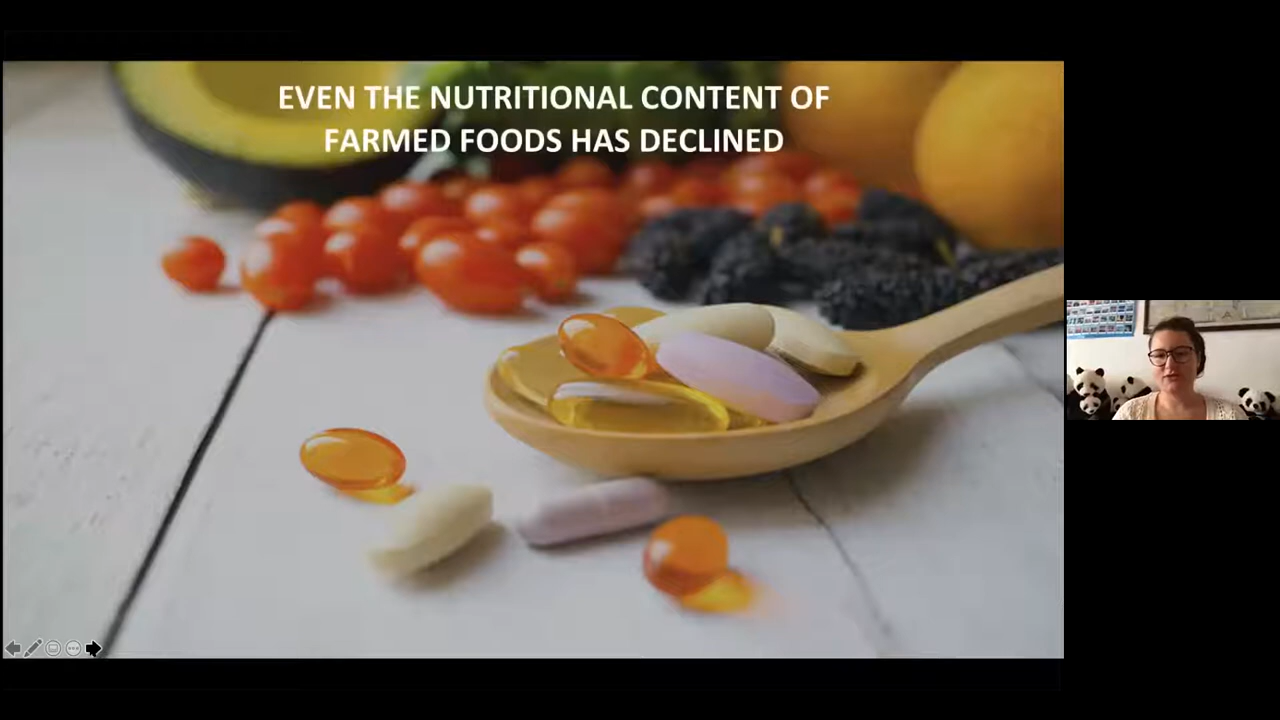 EVEN THE NUTRITIONAL CONTENT OF
FARMED FOODS HAS DECLINED